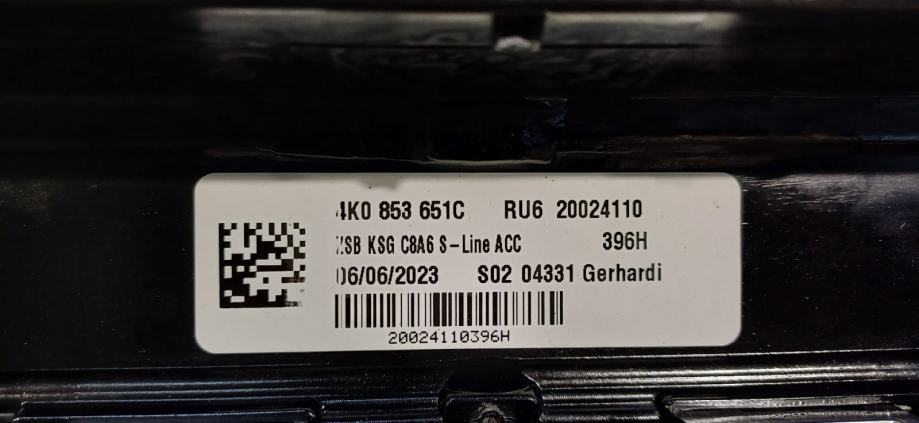 4K0 853 651C RU6 20024110
ZSB KSG C8A6 S-Line ACC 396H
06/06/2023 S02 04331 Gerhardi
20024110396H